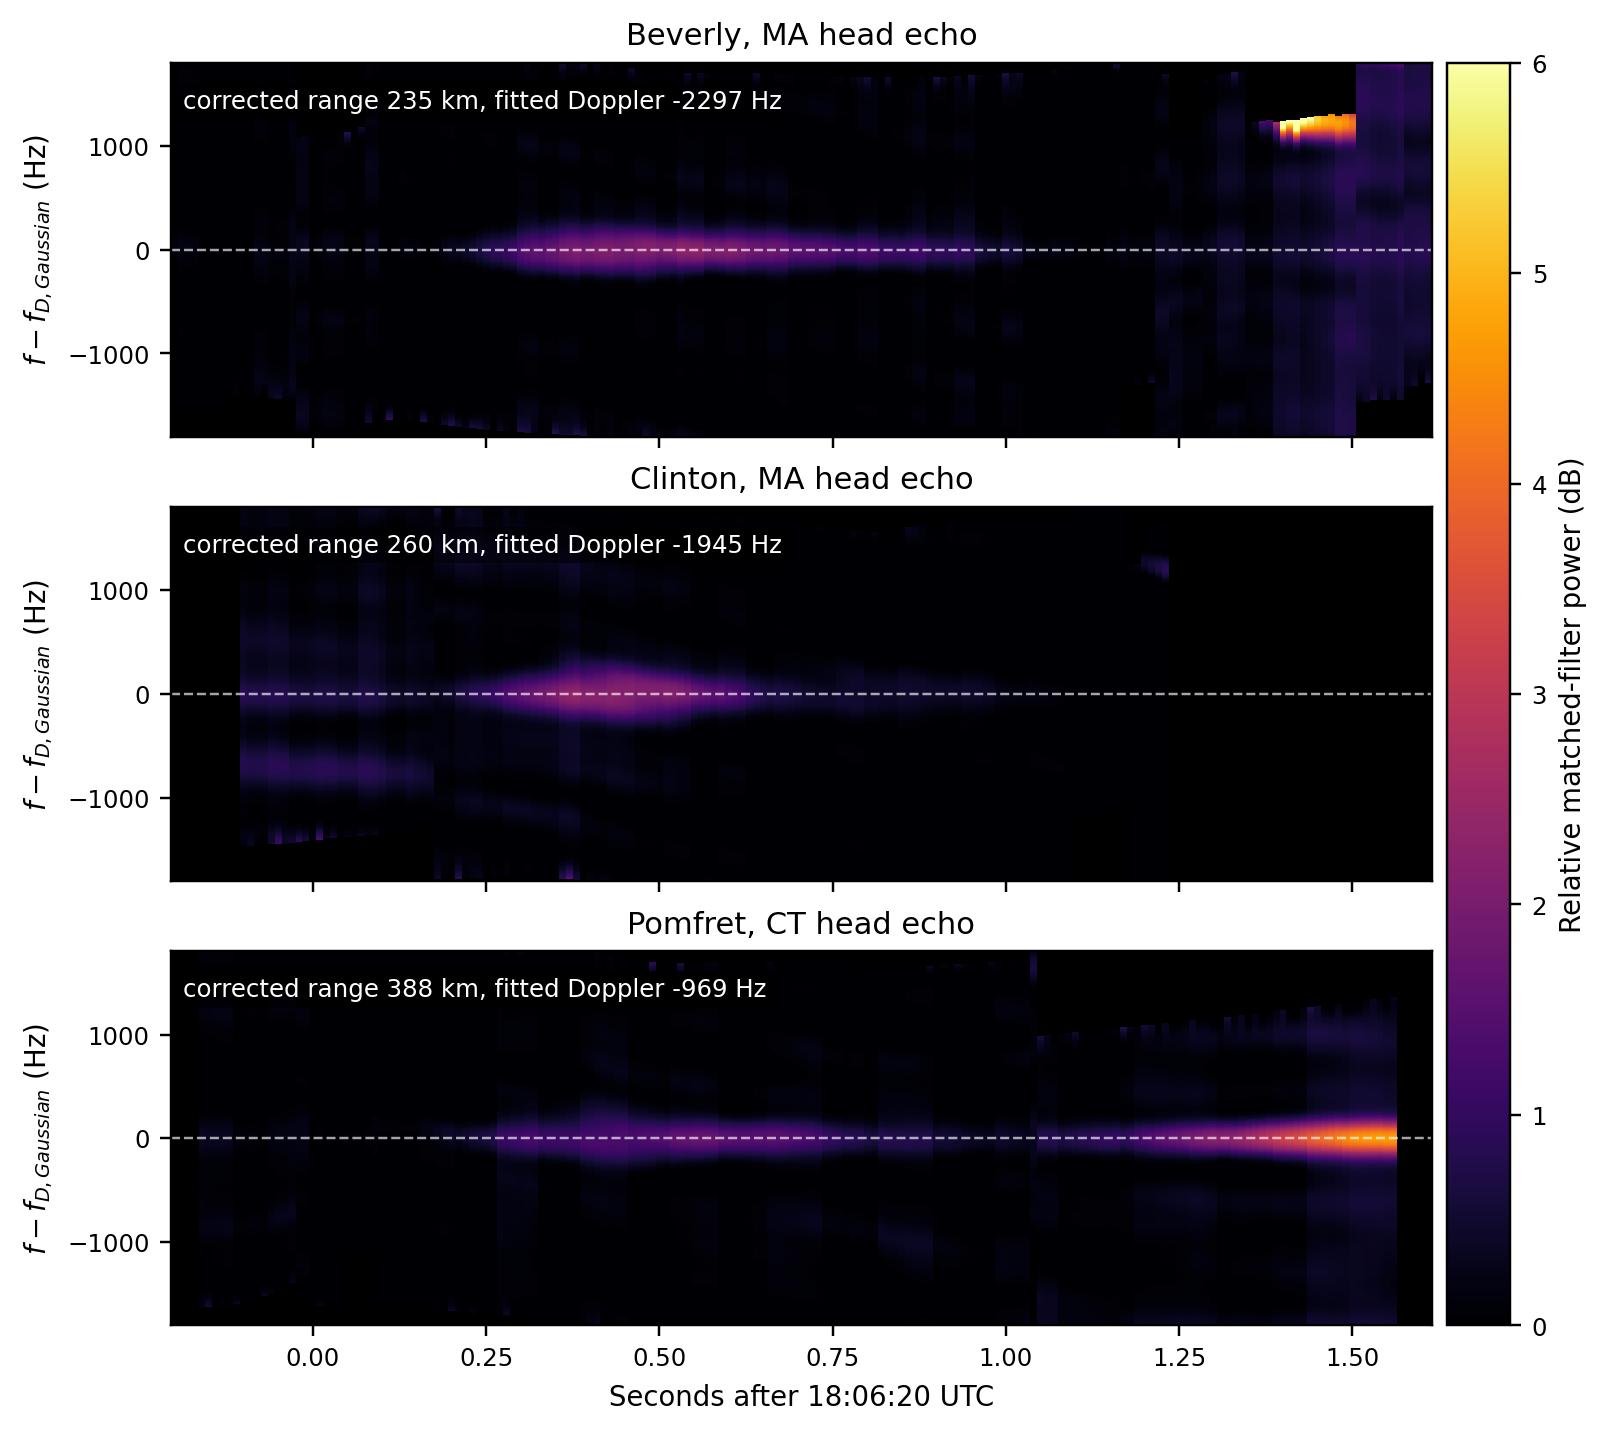 Beverly, MA head echo
corrected range 235 km, fitted Doppler -2297 Hz
f − f_{D, Gaussian} (Hz)
1000
0
−1000
Clinton, MA head echo
corrected range 260 km, fitted Doppler -1945 Hz
f − f_{D, Gaussian} (Hz)
1000
0
−1000
Pomfret, CT head echo
corrected range 388 km, fitted Doppler -969 Hz
f − f_{D, Gaussian} (Hz)
1000
0
−1000
0.00 0.25 0.50 0.75 1.00 1.25 1.50
Seconds after 18:06:20 UTC
6
5
4
3
2
1
0
Relative matched-filter power (dB)